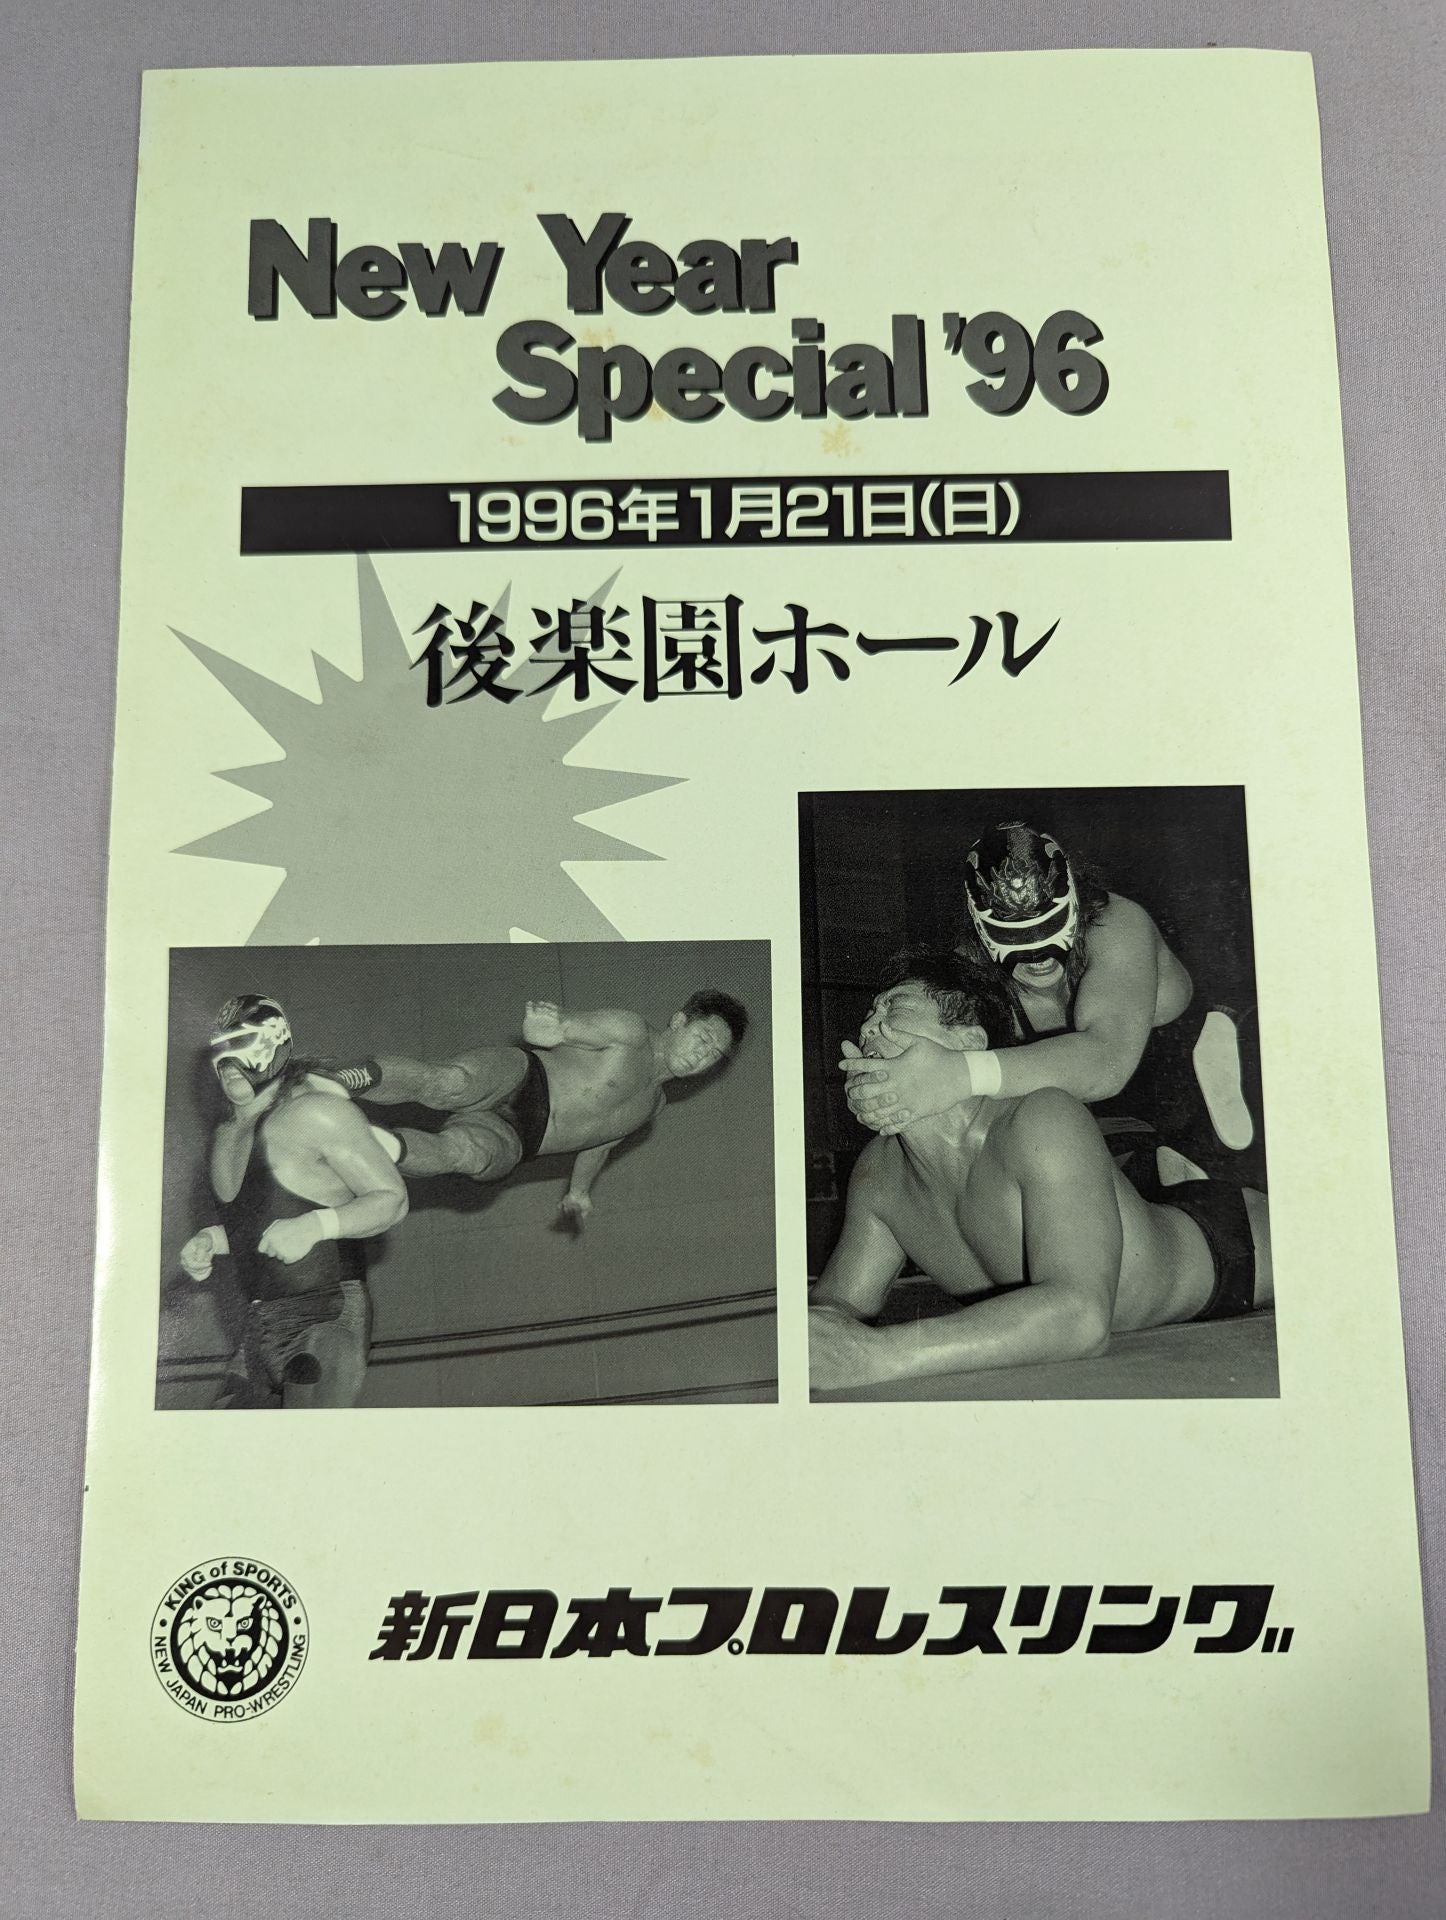 New Year
Special '96
1996年1月21日(日)
後楽園ホール
KING of SPORTS
NEW JAPAN PRO-WRESTLING
新日本プロレスリング